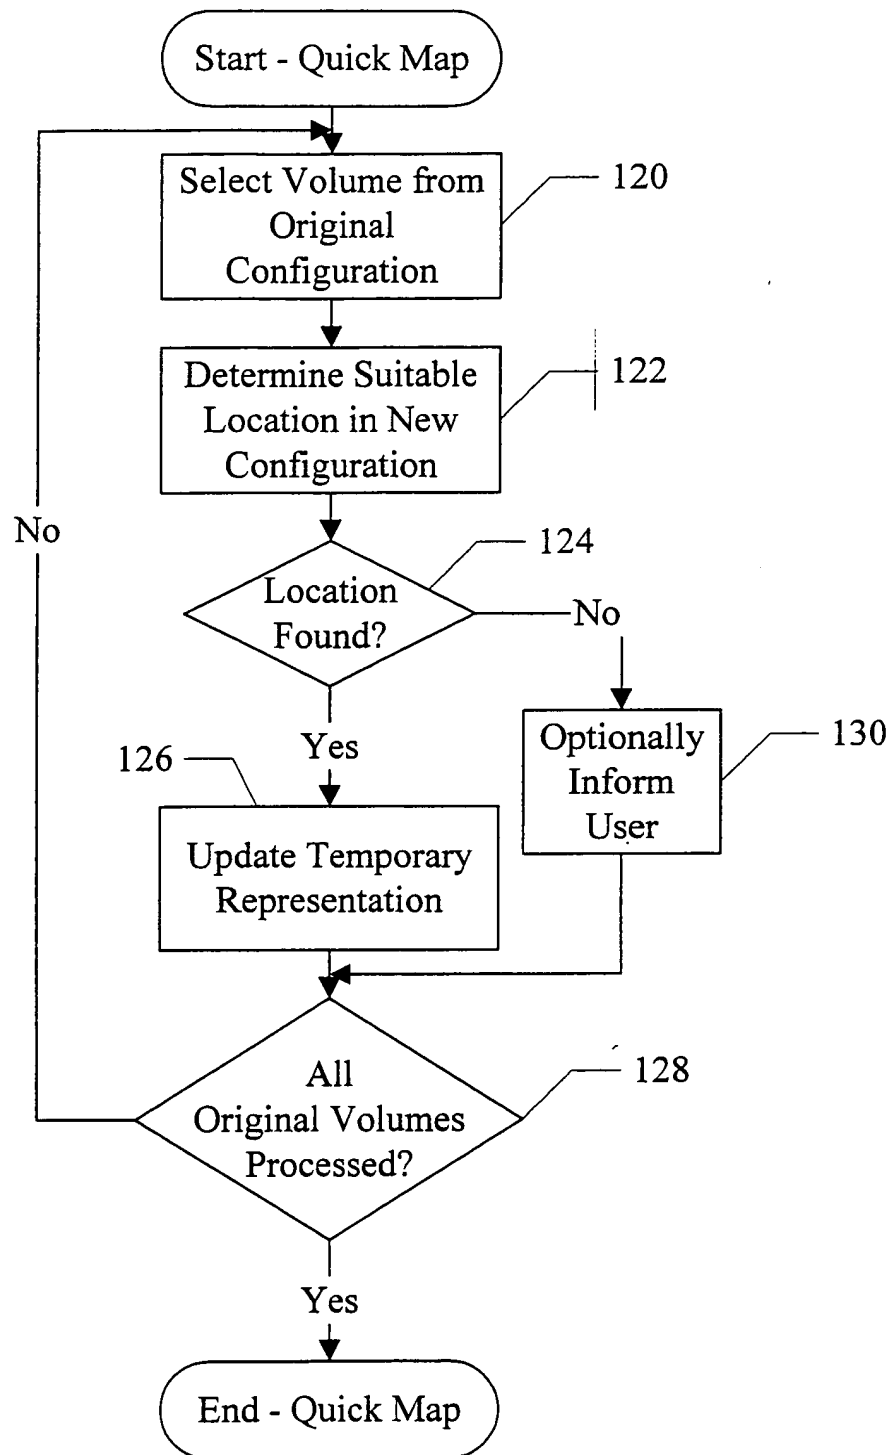 Start - Quick Map
Select Volume from
Original
Configuration
120
Determine Suitable
Location in New
Configuration
122
No
124
Location
Found?
No
Yes
126
Optionally
Inform
User
130
Update Temporary
Representation
All
Original Volumes
Processed?
128
Yes
End - Quick Map